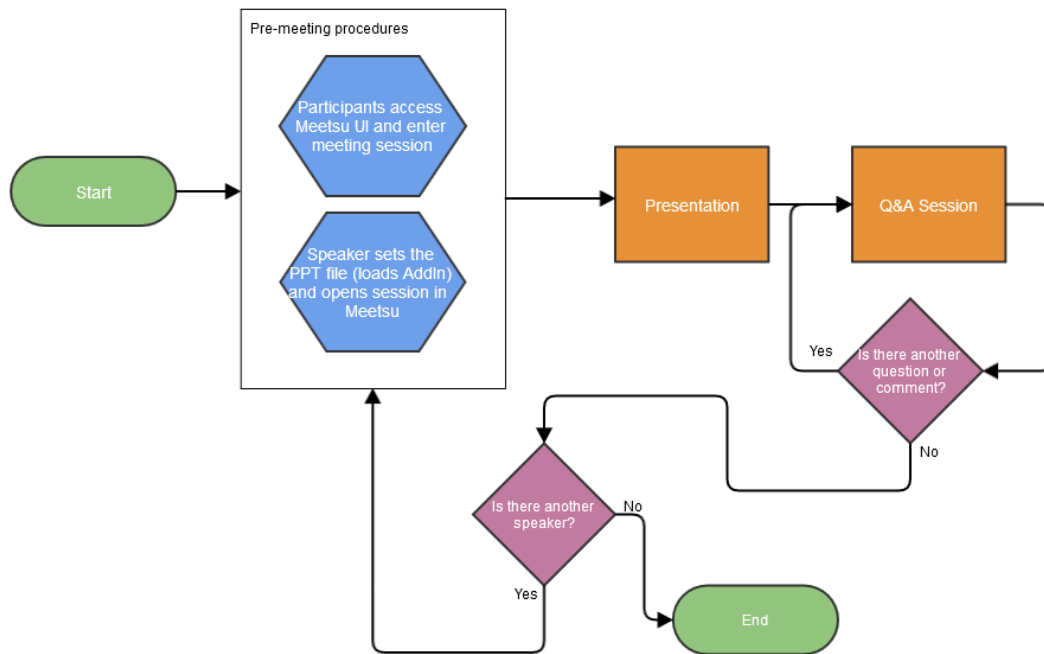 Pre-meeting procedures
Participants access
Meetsu UI and enter
meeting session
Start
Speaker sets the
PPT file (loads AddIn)
and opens session in
Meetsu
Presentation
Q&A Session
Is there another
question or
comment?
Yes
No
Is there another
speaker?
No
Yes
End